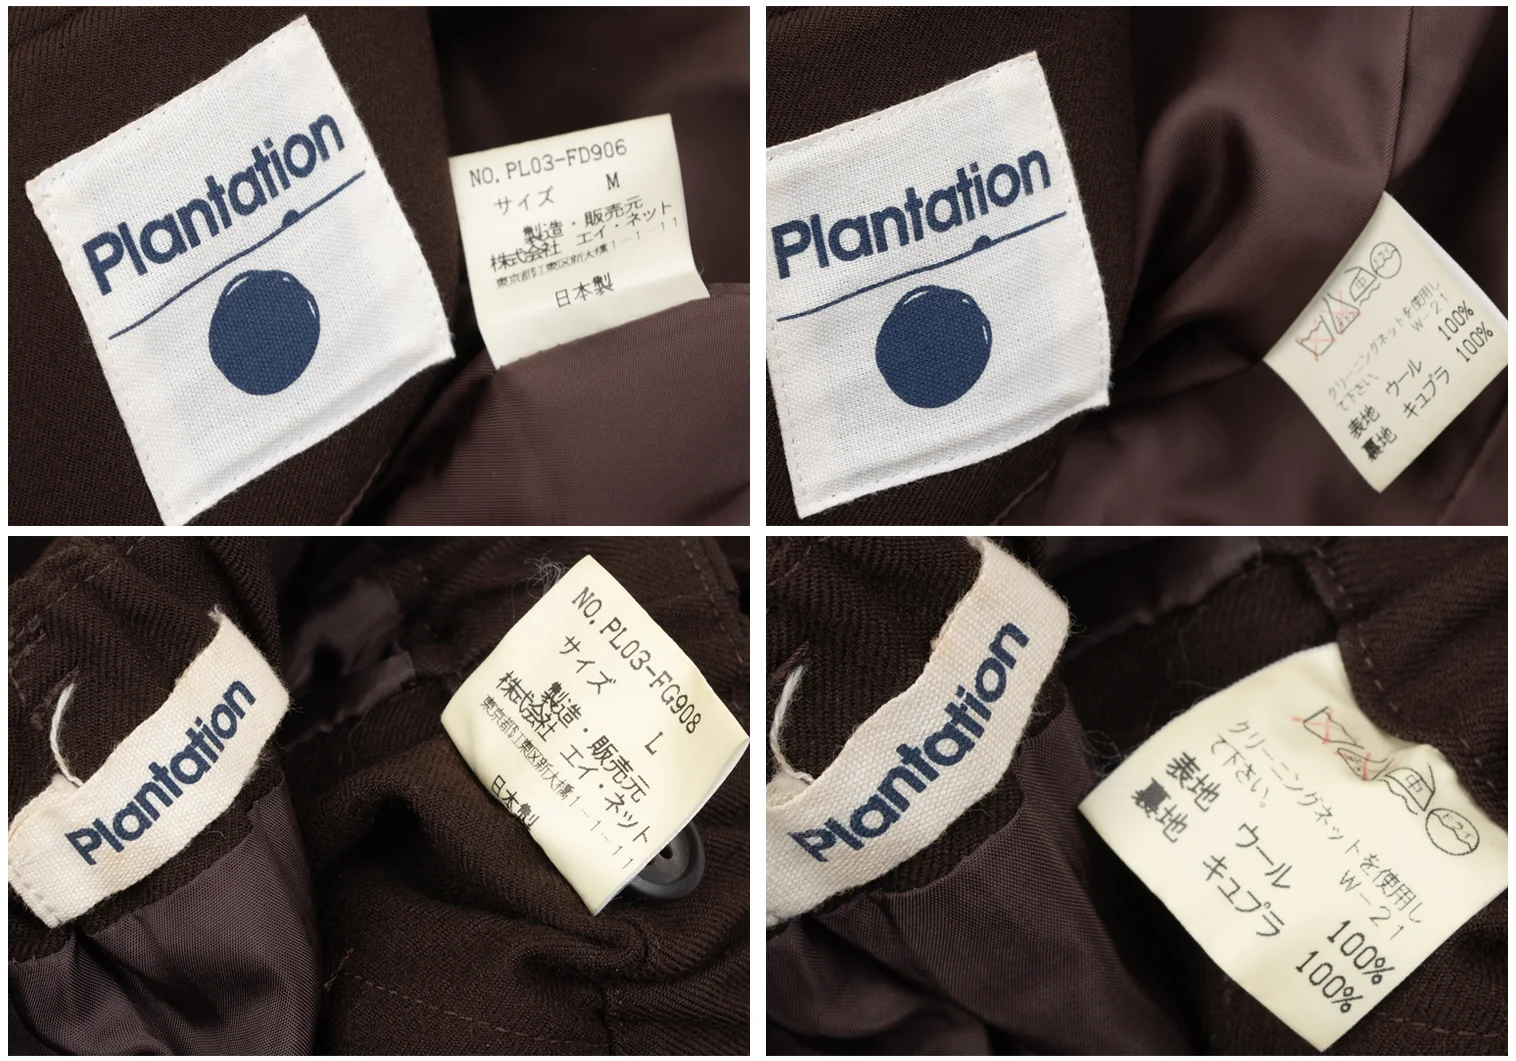 Plantation
NO. PL03-FD906
サイズ M
製造・販売元
株式会社 エイ・ネット
東京都江東区新大橋1-1-11
日本製
Plantation
クリーニングネットを使用し
て下さい。 W-21
表地 ウール 100%
裏地 キュプラ 100%
Plantation
NO. PL03-FG908
サイズ L
製造・販売元
株式会社 エイ・ネット
東京都江東区新大橋1-1-11
日本製
Plantation
クリーニングネットを使用し
て下さい。 W-21
表地 ウール 100%
裏地 キュプラ 100%